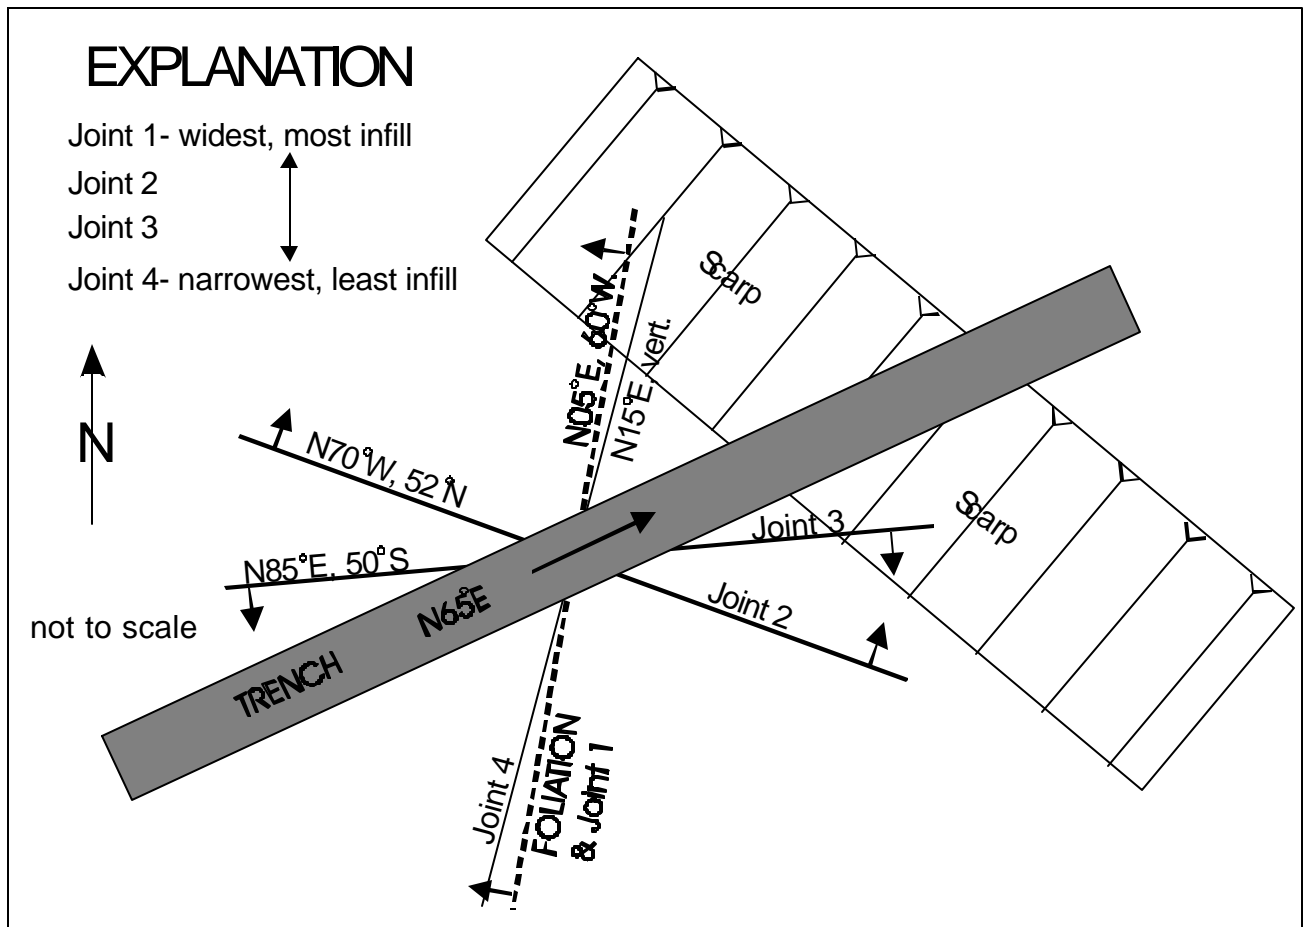 EXPLANATION
Joint 1- widest, most infill
Joint 2
Joint 3
Joint 4- narrowest, least infill
N
not to scale
Scarp
N05°E, 60°W.
N15°E, vert.
N70°W, 52°N
N85°E, 50°S
Joint 3
Scarp
Joint 2
N65°E
TRENCH
Joint 4
FOLIATION
& Joint 1